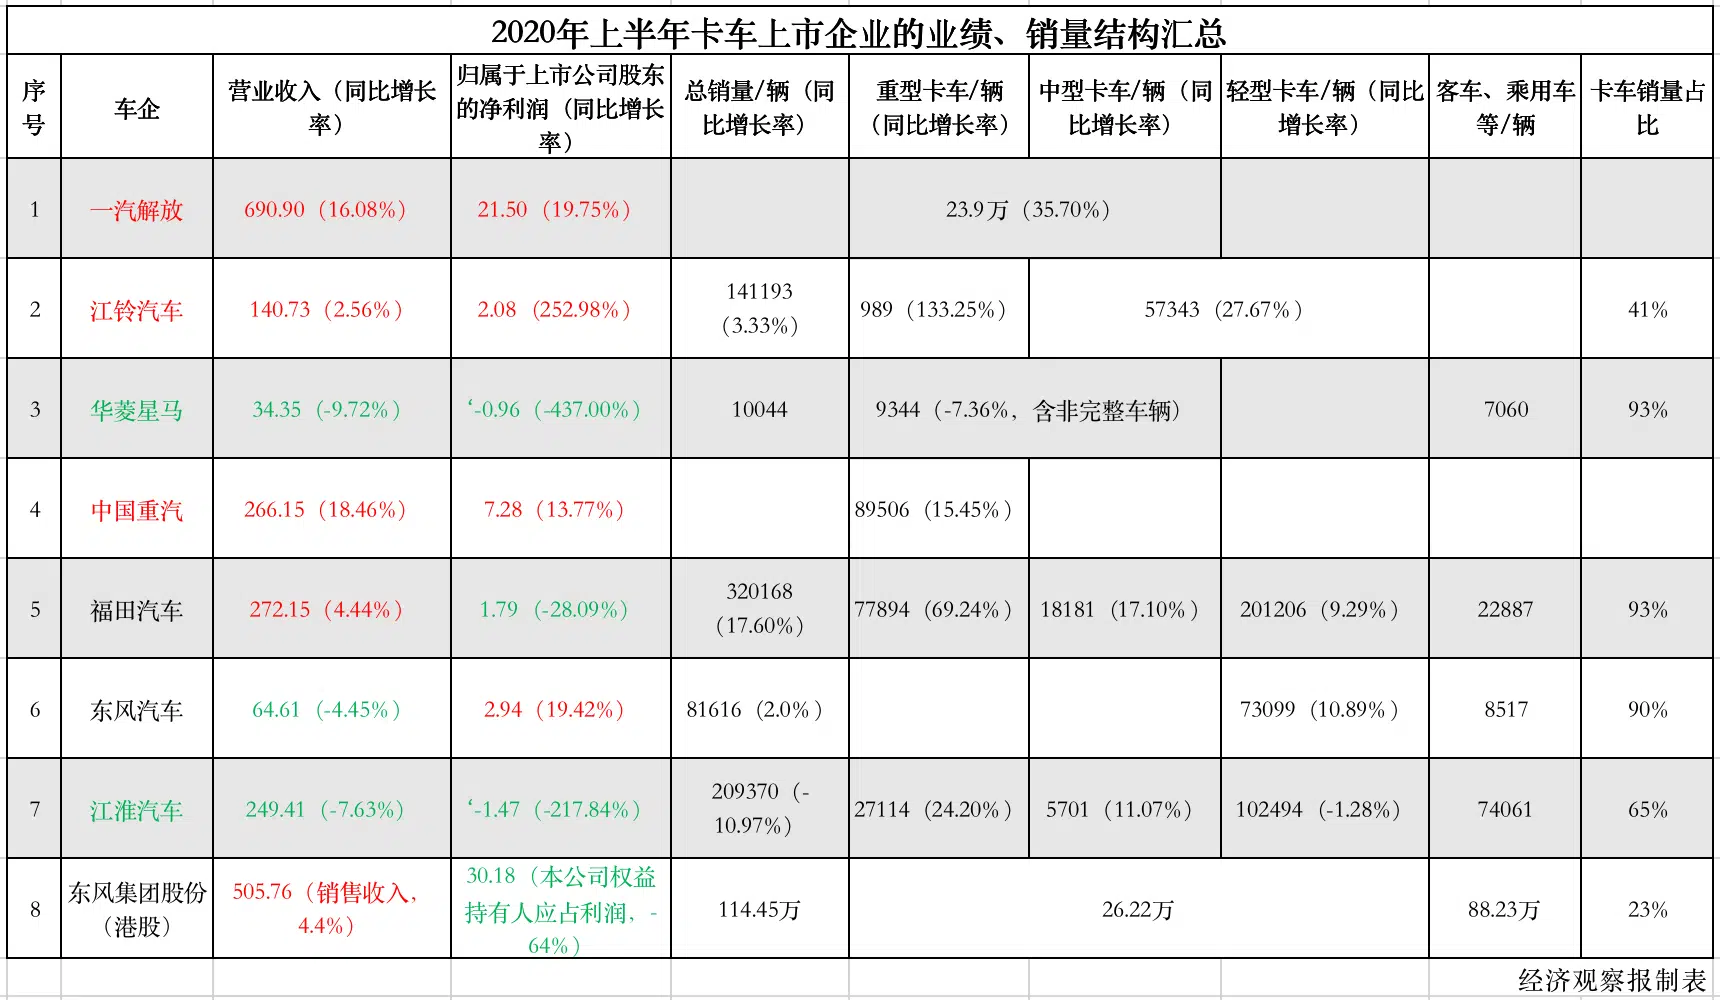 2020年上半年卡车上市企业的业绩、销量结构汇总
序号 车企 营业收入（同比增长率） 归属于上市公司股东的净利润（同比增长率） 总销量/辆（同比增长率） 重型卡车/辆（同比增长率） 中型卡车/辆（同比增长率） 轻型卡车/辆（同比增长率） 客车、乘用车等/辆 卡车销量占比
1 一汽解放 690.90（16.08%） 21.50（19.75%） 23.9万（35.70%）
2 江铃汽车 140.73（2.56%） 2.08（252.98%） 141193（3.33%） 989（133.25%） 57343（27.67%） 41%
3 华菱星马 34.35（-9.72%） ‘-0.96（-437.00%） 10044 9344（-7.36%，含非完整车辆） 7060 93%
4 中国重汽 266.15（18.46%） 7.28（13.77%） 89506（15.45%）
5 福田汽车 272.15（4.44%） 1.79（-28.09%） 320168（17.60%） 77894（69.24%） 18181（17.10%） 201206（9.29%） 22887 93%
6 东风汽车 64.61（-4.45%） 2.94（19.42%） 81616（2.0%） 73099（10.89%） 8517 90%
7 江淮汽车 249.41（-7.63%） ‘-1.47（-217.84%） 209370（-10.97%） 27114（24.20%） 5701（11.07%） 102494（-1.28%） 74061 65%
8 东风集团股份（港股） 505.76（销售收入，4.4%） 30.18（本公司权益持有人应占利润，-64%） 114.45万 26.22万 88.23万 23%
经济观察报制表